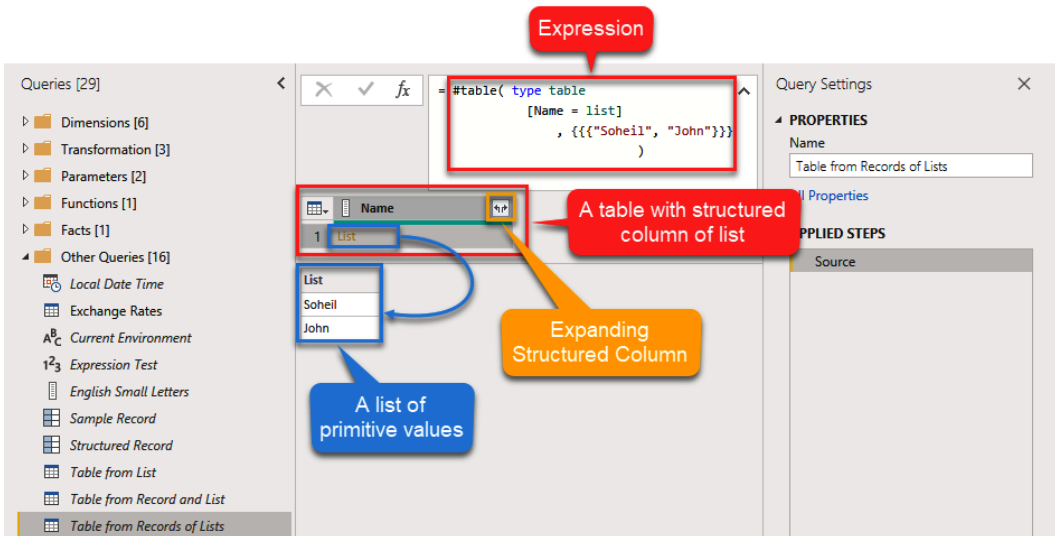 Expression
Queries [29]
Dimensions [6]
Transformation [3]
Parameters [2]
Functions [1]
Facts [1]
Other Queries [16]
Local Date Time
Exchange Rates
ABC Current Environment
123 Expression Test
English Small Letters
Sample Record
Structured Record
Table from List
Table from Record and List
Table from Records of Lists
fx
= #table( type table
[Name = list]
, {{{"Soheil", "John"}}}
)
Name
1 List
A table with structured
column of list
List
Soheil
John
Expanding
Structured Column
A list of
primitive values
Query Settings
PROPERTIES
Name
Table from Records of Lists
Properties
STEPS
Source